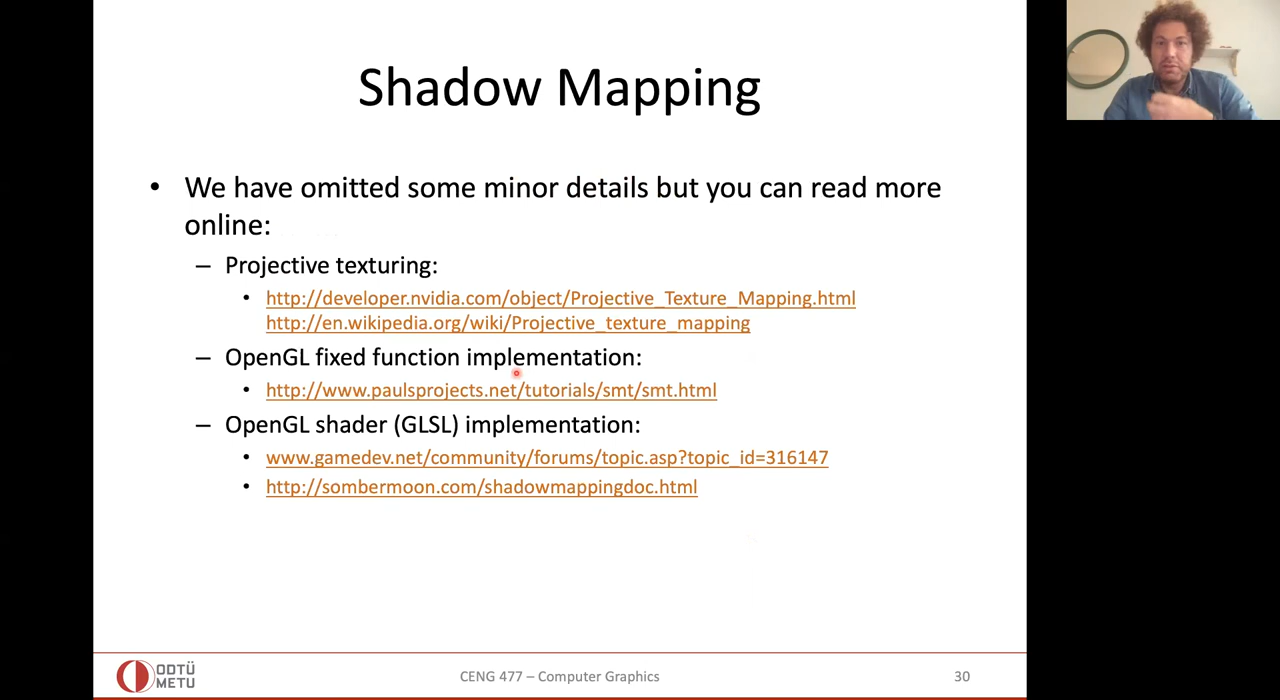 Shadow Mapping
• We have omitted some minor details but you can read more
online:
– Projective texturing:
• http://developer.nvidia.com/object/Projective_Texture_Mapping.html
http://en.wikipedia.org/wiki/Projective_texture_mapping
– OpenGL fixed function implementation:
• http://www.paulsprojects.net/tutorials/smt/smt.html
– OpenGL shader (GLSL) implementation:
• www.gamedev.net/community/forums/topic.asp?topic_id=316147
• http://sombermoon.com/shadowmappingdoc.html
ODTÜ
METU
CENG 477 – Computer Graphics
30